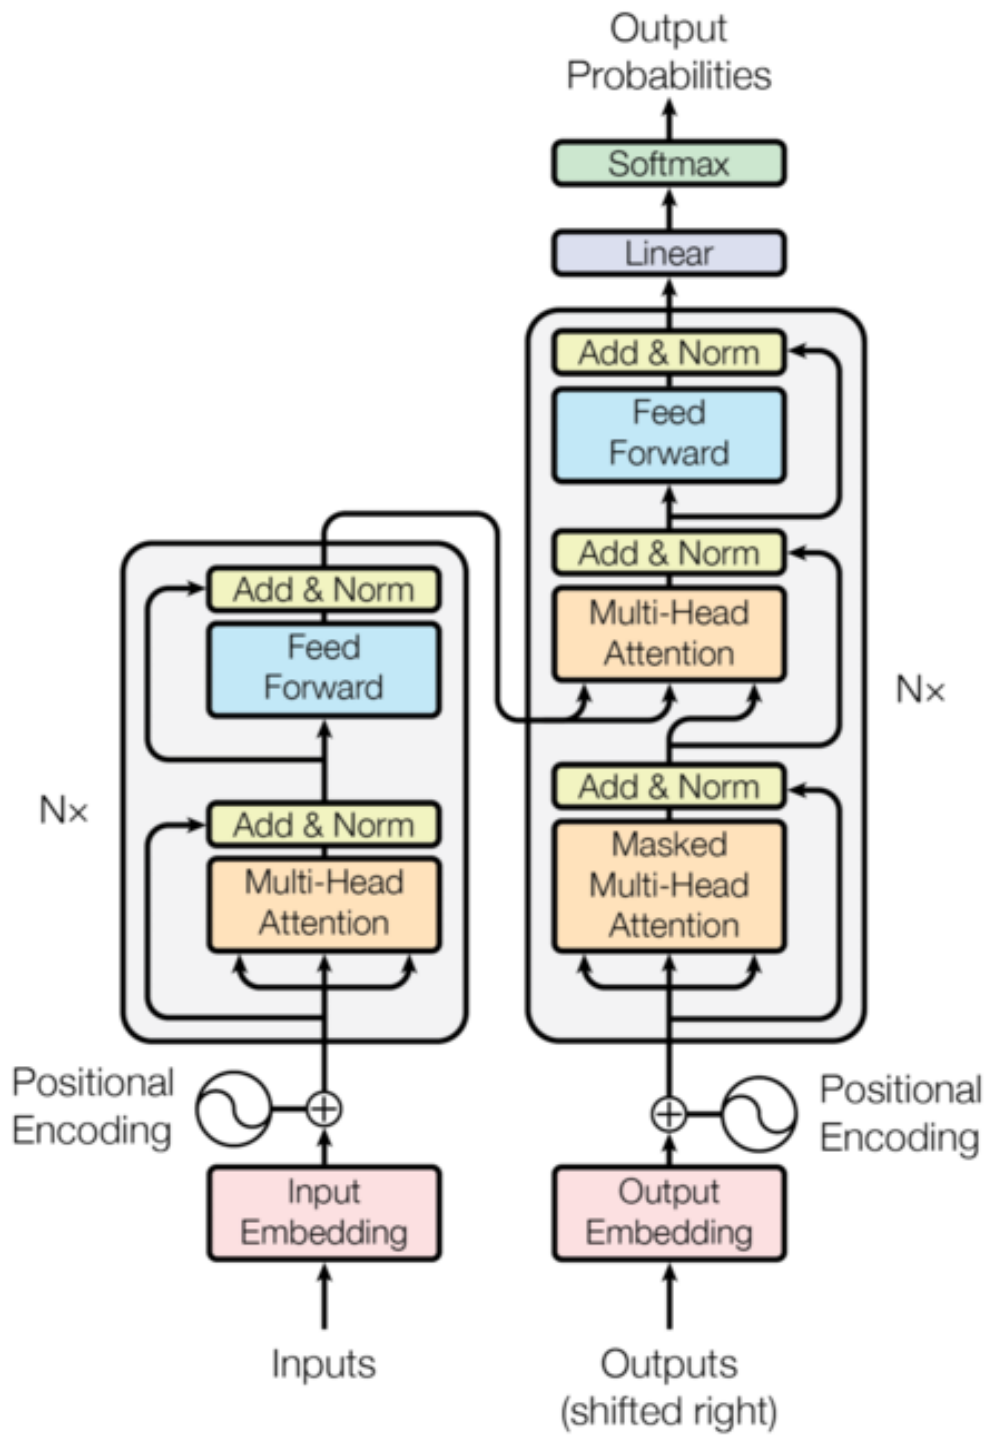 Output
Probabilities
Softmax
Linear
Add & Norm
Feed
Forward
Add & Norm
Multi-Head
Attention
Nx
Add & Norm
Masked
Multi-Head
Attention
Add & Norm
Feed
Forward
Nx
Add & Norm
Multi-Head
Attention
Positional
Encoding
Positional
Encoding
Input
Embedding
Output
Embedding
Inputs
Outputs
(shifted right)